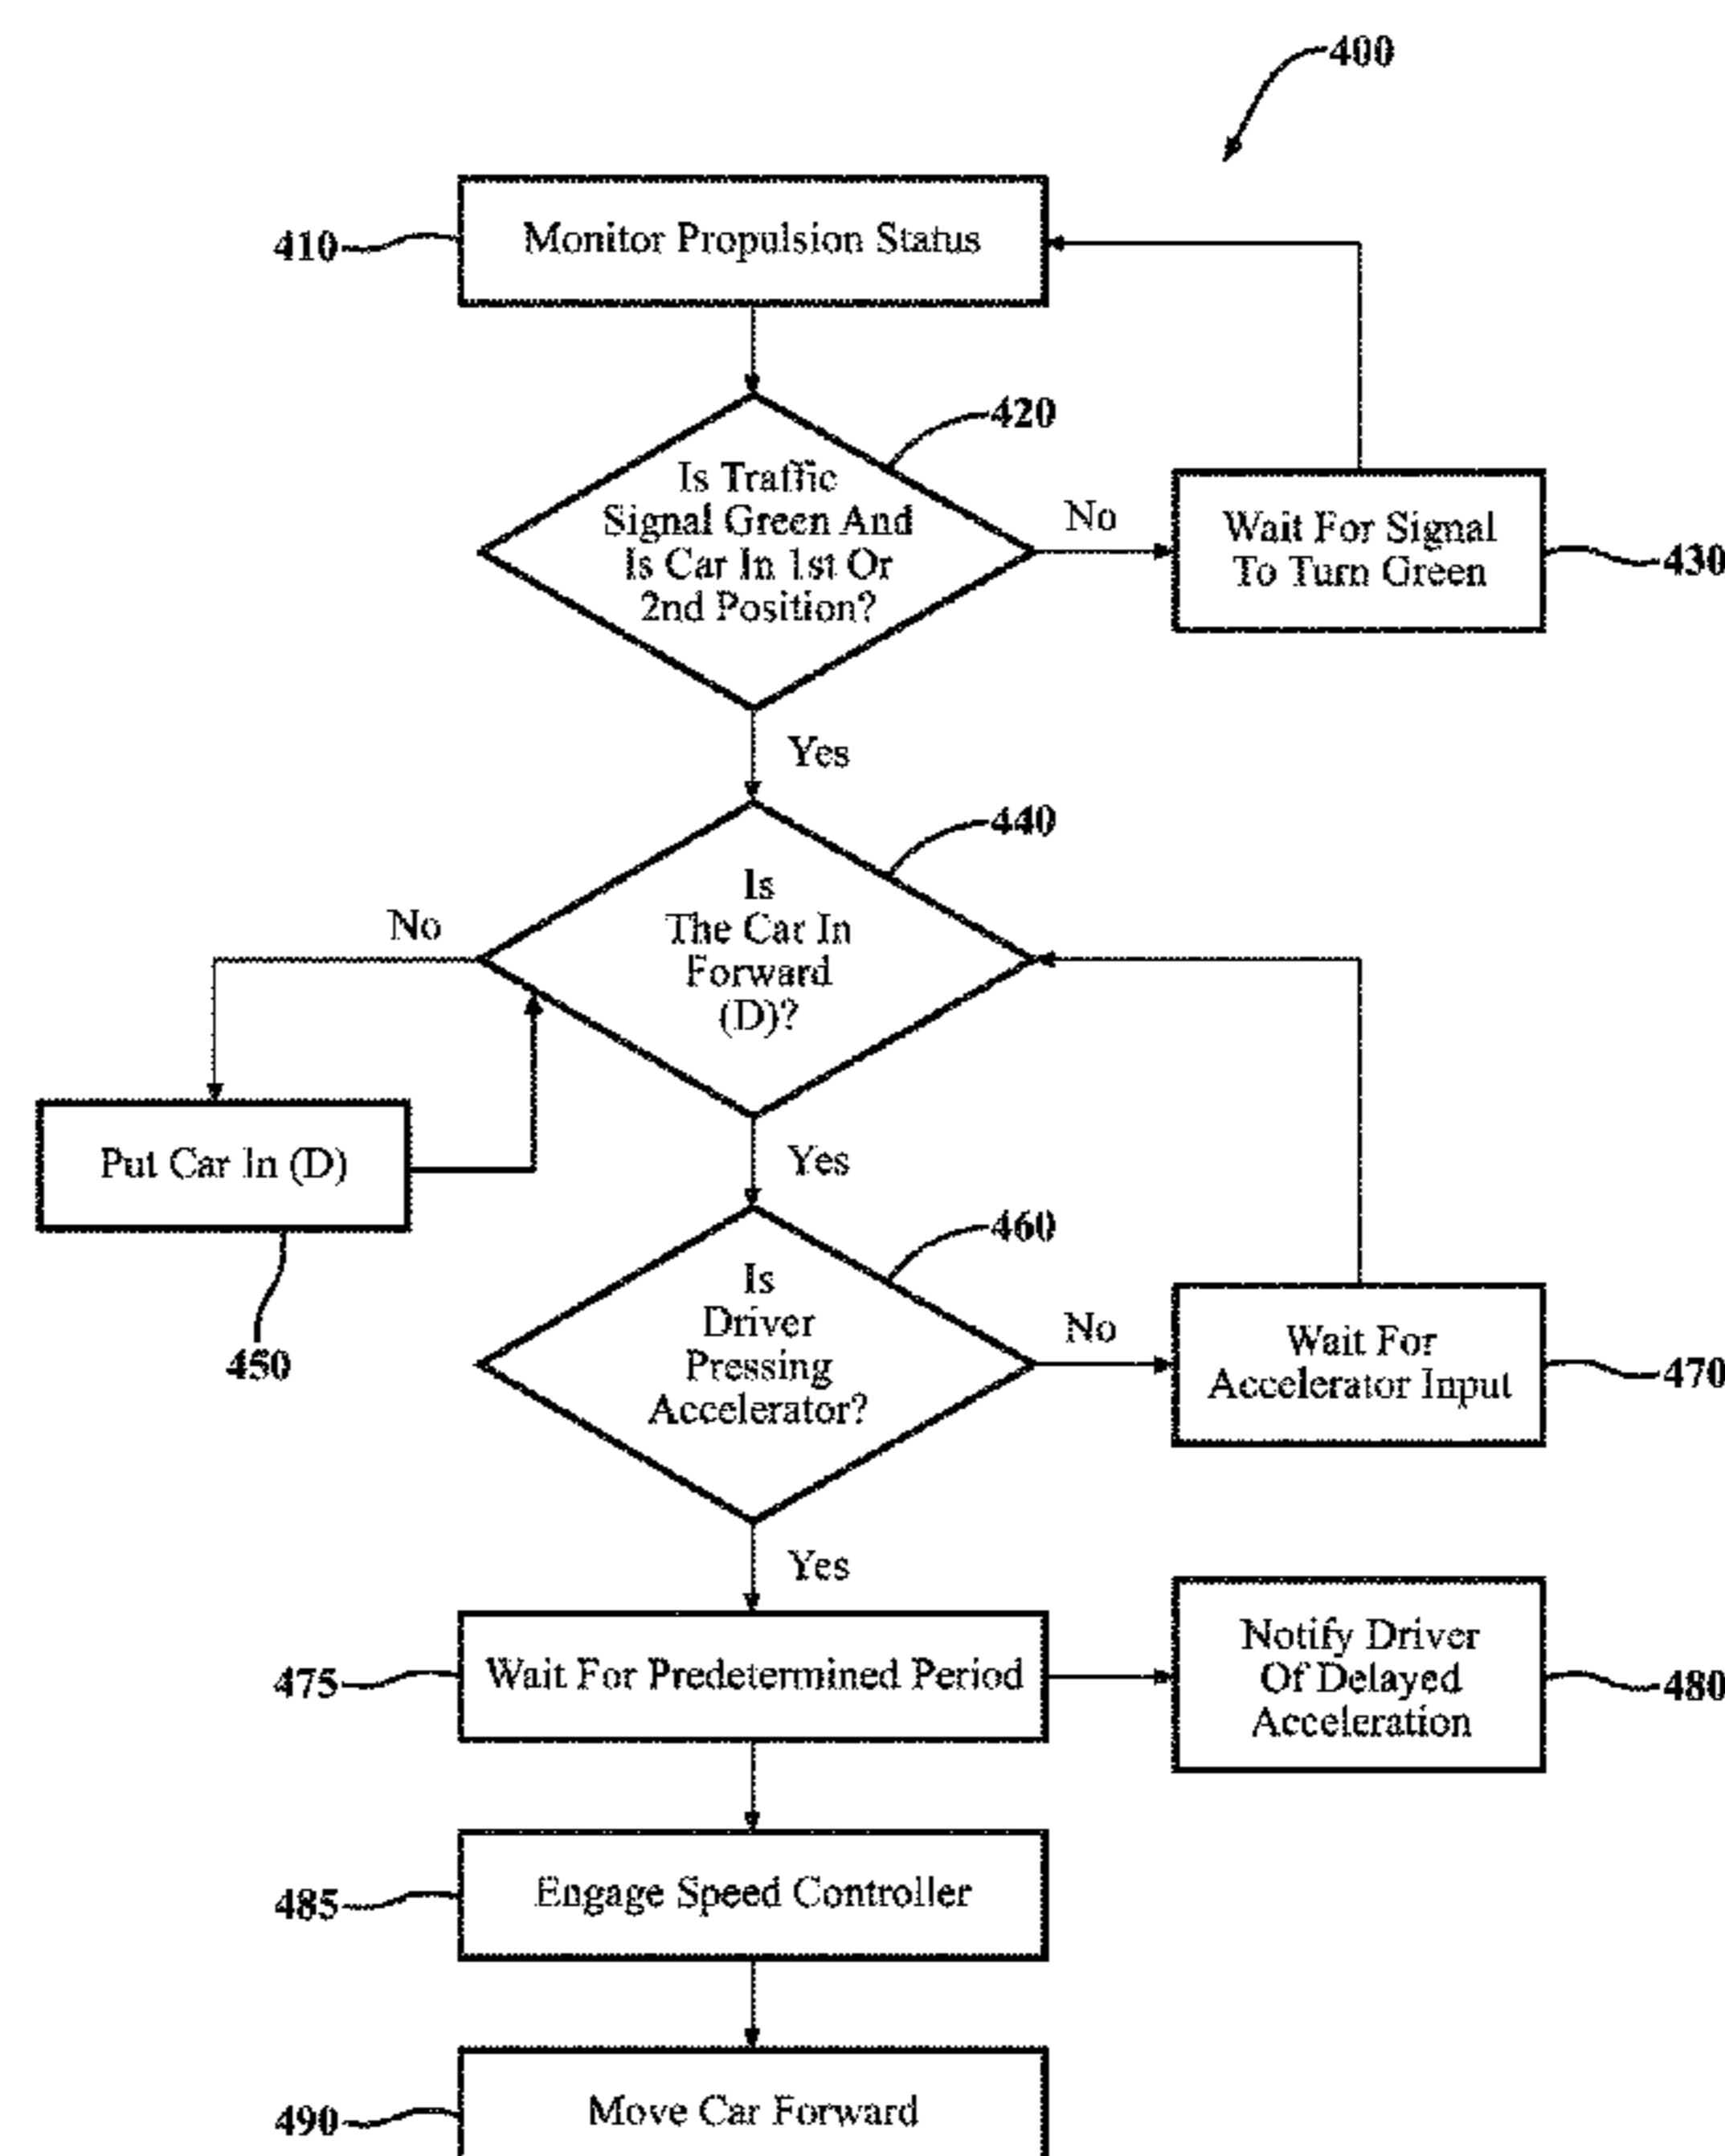 400
Monitor Propulsion Status
410
420
Is Traffic
Signal Green And
Is Car In 1st Or
2nd Position?
No
Wait For Signal
To Turn Green
430
Yes
440
Is
The Car In
Forward
(D)?
No
Put Car In (D)
450
Yes
460
Is
Driver
Pressing
Accelerator?
No
Wait For
Accelerator Input
470
Yes
475
Wait For Predetermined Period
Notify Driver
Of Delayed
Acceleration
480
485
Engage Speed Controller
490
Move Car Forward